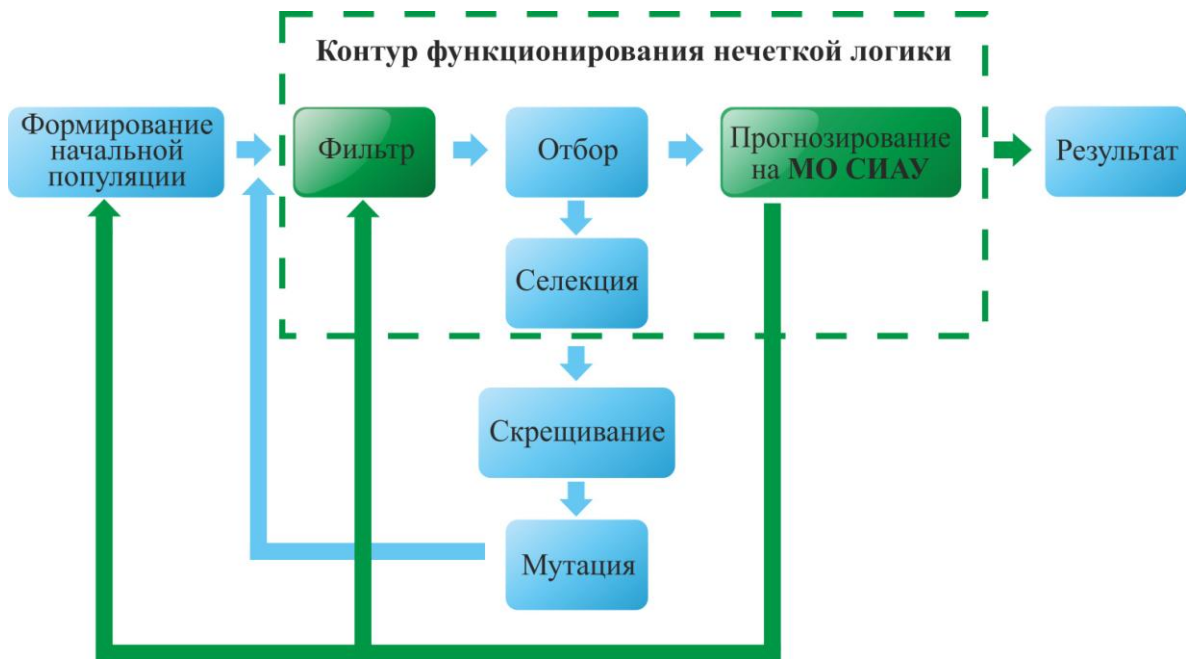 Контур функционирования нечеткой логики
Формирование
начальной
популяции
Фильтр
Отбор
Прогнозирование
на МО СИАУ
Результат
Селекция
Скрещивание
Мутация